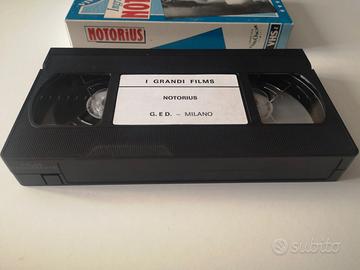 NOTORIUS
VHS
I GRANDI FILMS
NOTORIUS
G. E D. – MILANO
subito